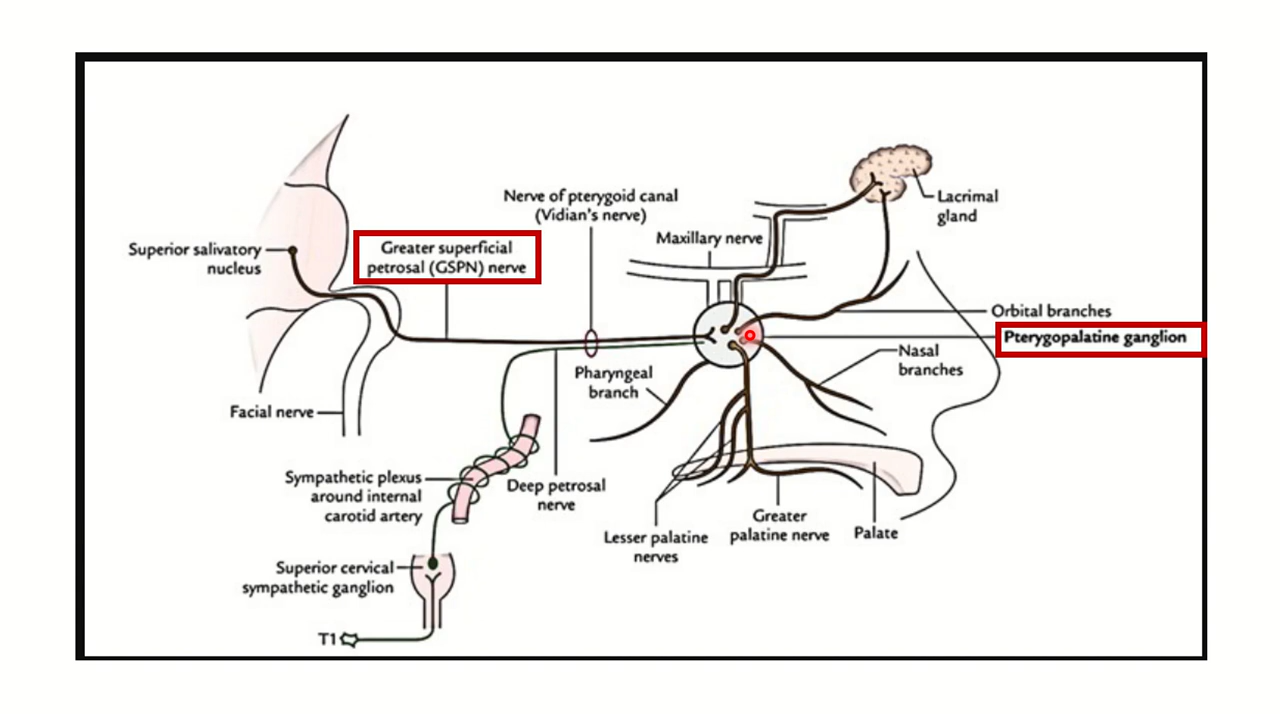 Nerve of pterygoid canal
(Vidian's nerve)
Lacrimal
gland
Superior salivatory
nucleus
Greater superficial
petrosal (GSPN) nerve
Maxillary nerve
Orbital branches
Pterygopalatine ganglion
Nasal
branches
Pharyngeal
branch
Facial nerve
Sympathetic plexus
around internal
carotid artery
Deep petrosal
nerve
Lesser palatine
nerves
Greater
palatine nerve
Palate
Superior cervical
sympathetic ganglion
T1